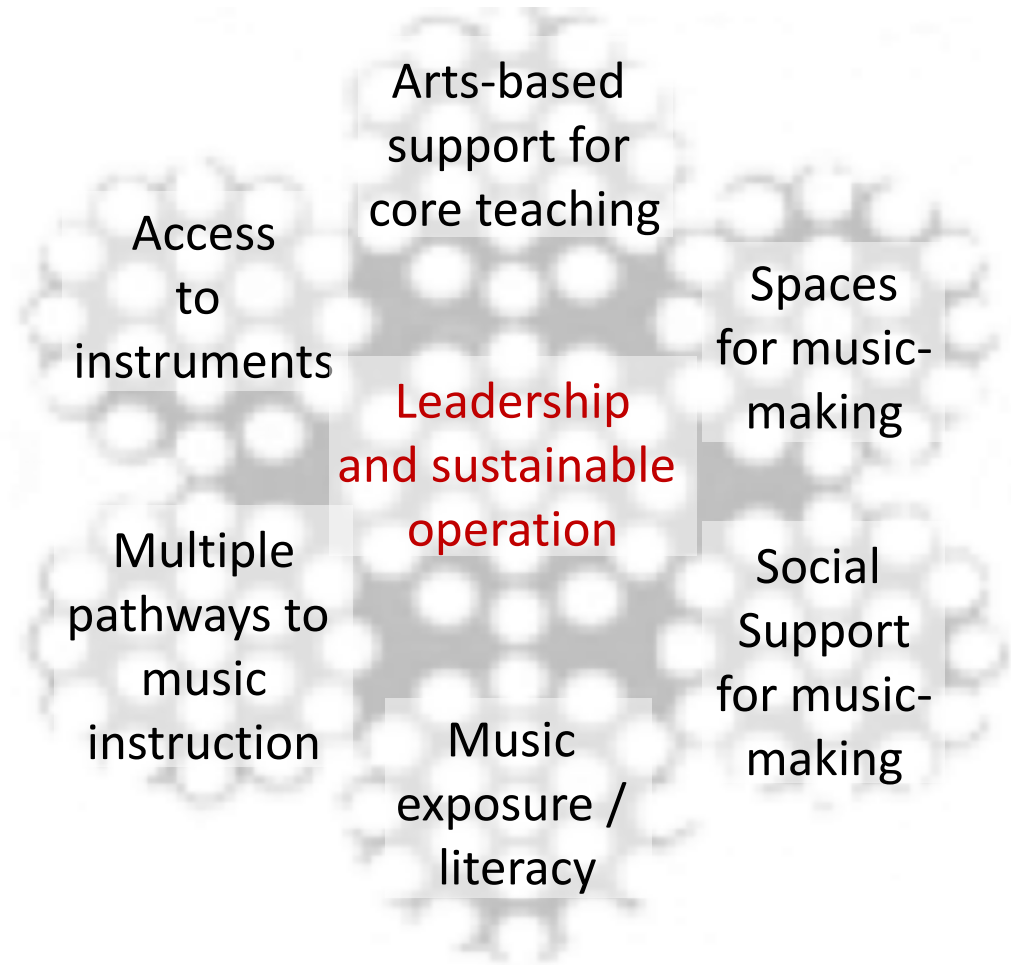 Arts-based
support for
core teaching
Access
to
instruments
Spaces
for music-
making
Leadership
and sustainable
operation
Multiple
pathways to
music
instruction
Social
Support
for music-
making
Music
exposure /
literacy